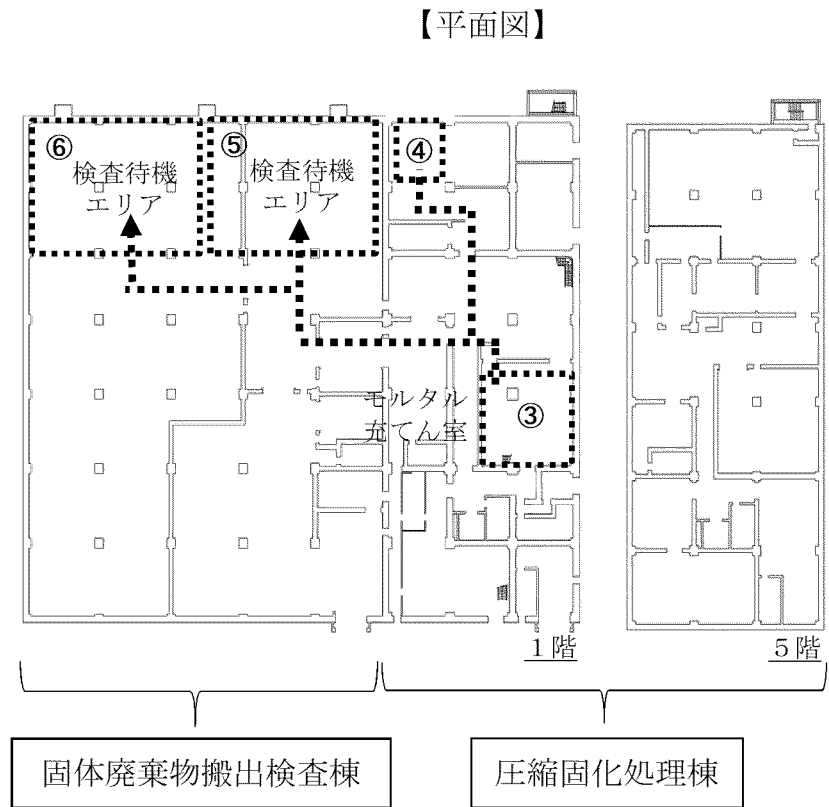 【平面図】
⑥
検査待機
エリア
⑤
検査待機
エリア
④
モルタル
充てん室
③
1階
5階
固体廃棄物搬出検査棟
圧縮固化処理棟